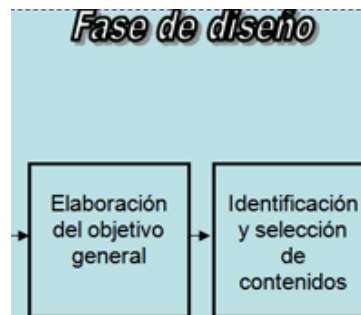 Fase de diseño
Elaboración
del objetivo
general
Identificación
y selección
de
contenidos